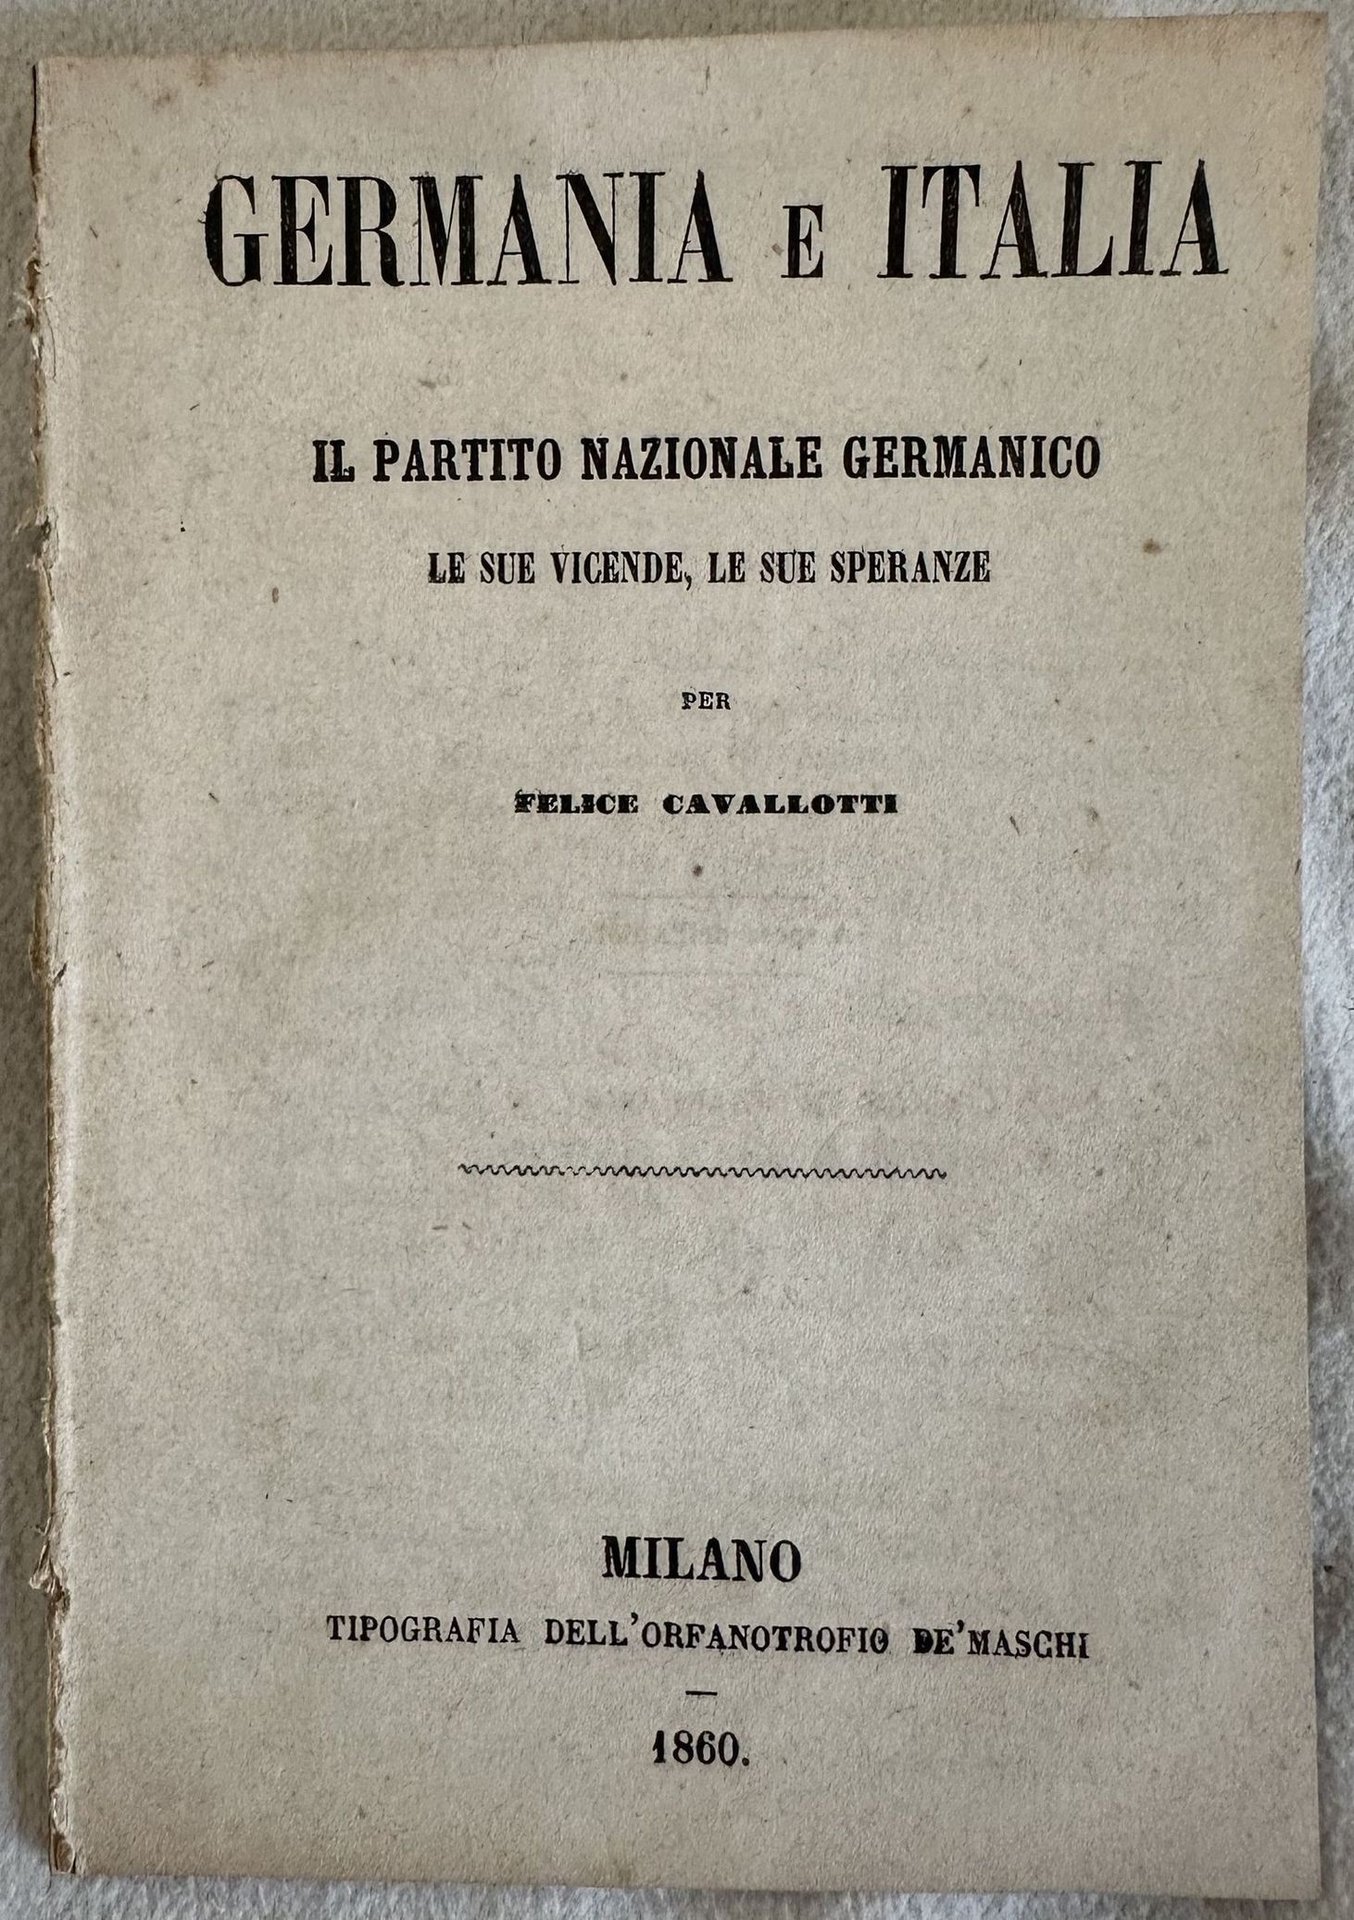 GERMANIA E ITALIA
IL PARTITO NAZIONALE GERMANICO
LE SUE VICENDE, LE SUE SPERANZE
PER
FELICE CAVALLOTTI
MILANO
TIPOGRAFIA DELL'ORFANOTROFIO DE'MASCHI
—
1860.